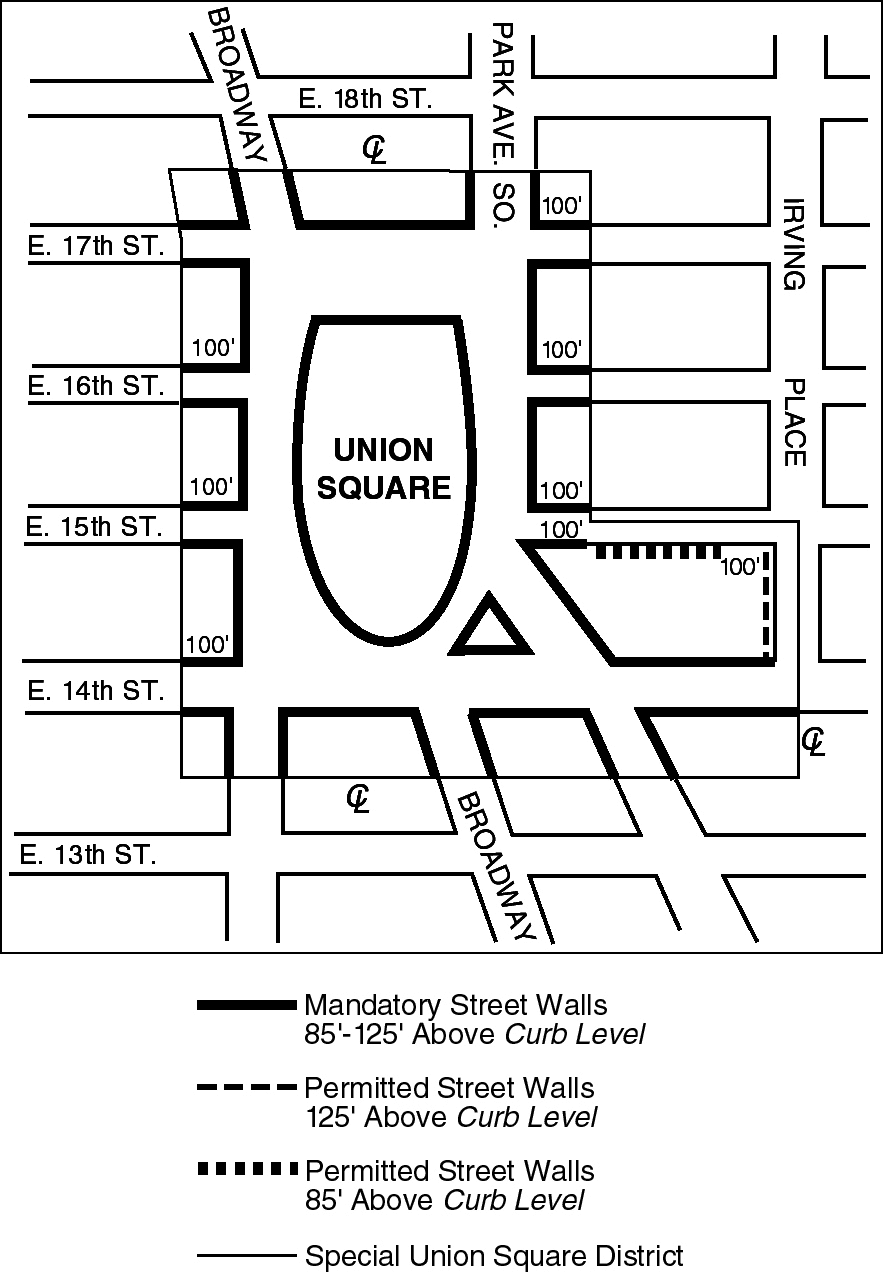 BROADWAY
PARK AVE. SO.
E. 18th ST.
℄
100'
IRVING PLACE
E. 17th ST.
100'
100'
E. 16th ST.
UNION
SQUARE
100'
100'
E. 15th ST.
100'
100'
100'
E. 14th ST.
℄
℄
BROADWAY
E. 13th ST.
Mandatory Street Walls
85'-125' Above Curb Level
Permitted Street Walls
125' Above Curb Level
Permitted Street Walls
85' Above Curb Level
Special Union Square District